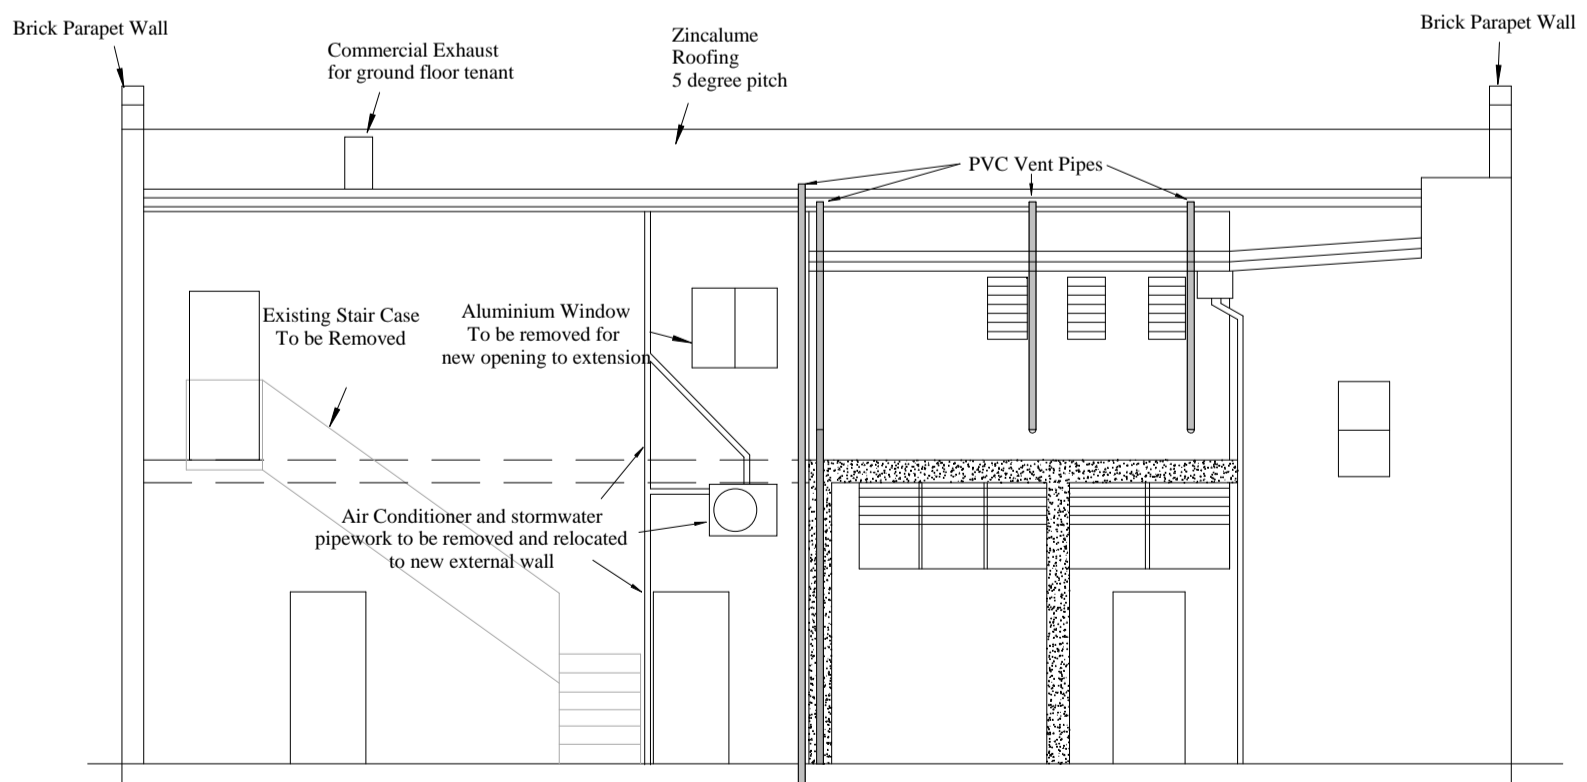 Brick Parapet Wall
Commercial Exhaust
for ground floor tenant
Zincalume
Roofing
5 degree pitch
Brick Parapet Wall
PVC Vent Pipes
Existing Stair Case
To be Removed
Aluminium Window
To be removed for
new opening to extension
Air Conditioner and stormwater
pipework to be removed and relocated
to new external wall